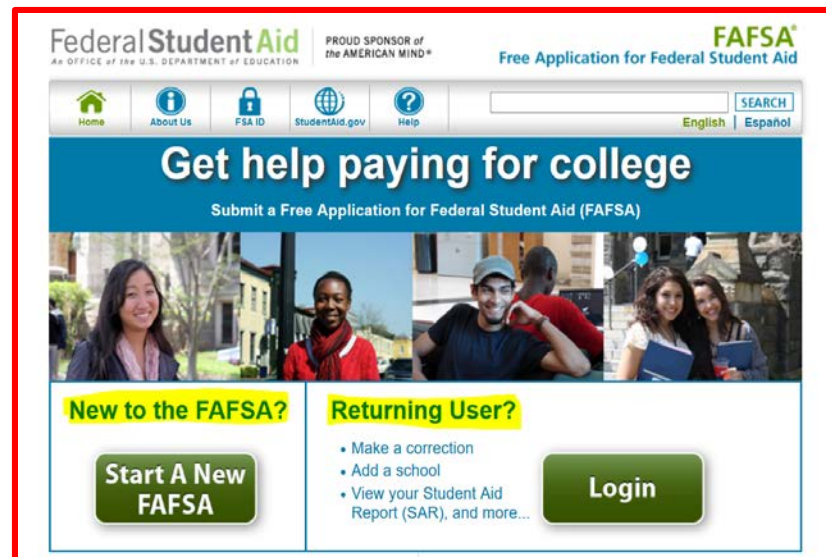 Federal Student Aid
An OFFICE of the U.S. DEPARTMENT of EDUCATION
PROUD SPONSOR of
the AMERICAN MIND®
FAFSA®
Free Application for Federal Student Aid
Home
About Us
FSA ID
StudentAid.gov
Help
SEARCH
English | Español
Get help paying for college
Submit a Free Application for Federal Student Aid (FAFSA)
New to the FAFSA?
Start A New
FAFSA
Returning User?
• Make a correction
• Add a school
• View your Student Aid
Report (SAR), and more...
Login